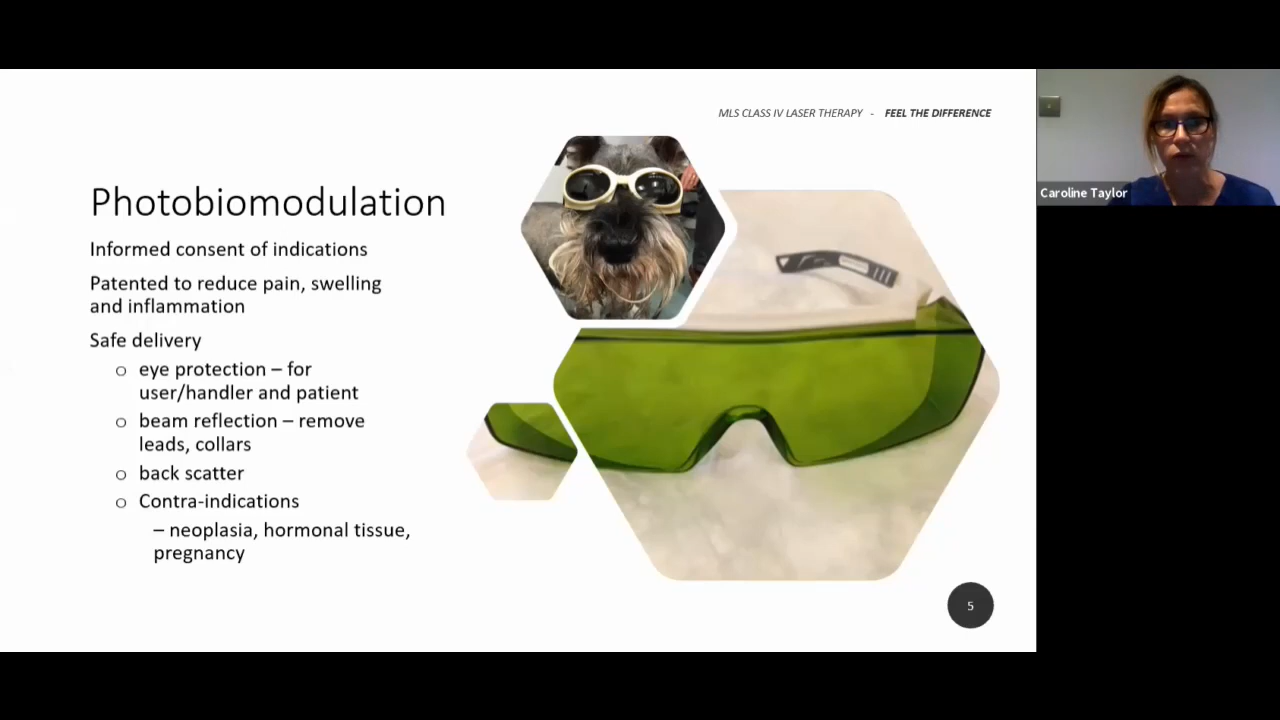 MLS CLASS IV LASER THERAPY - FEEL THE DIFFERENCE
Photobiomodulation
Informed consent of indications
Patented to reduce pain, swelling
and inflammation
Safe delivery
o eye protection – for
user/handler and patient
o beam reflection – remove
leads, collars
o back scatter
o Contra-indications
– neoplasia, hormonal tissue,
pregnancy
5
Caroline Taylor